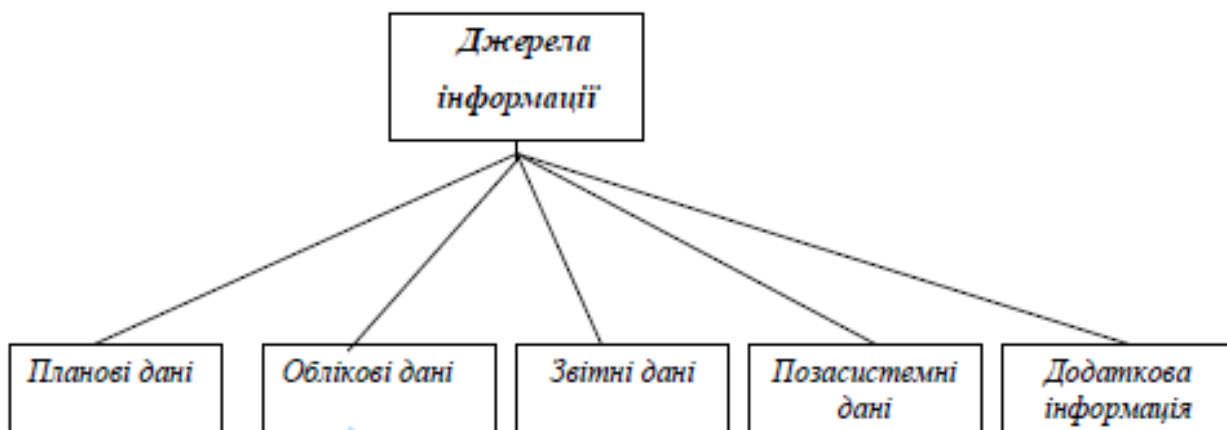 Джерела
інформації
Планові дані
Облікові дані
Звітні дані
Позасистемні
дані
Додаткова
інформація